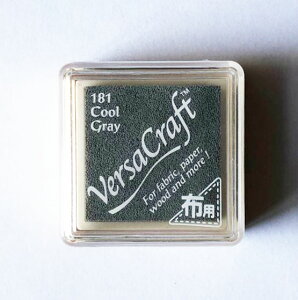 181
Cool
Gray
VersaCraft™
For fabric, paper,
wood and more!
布用